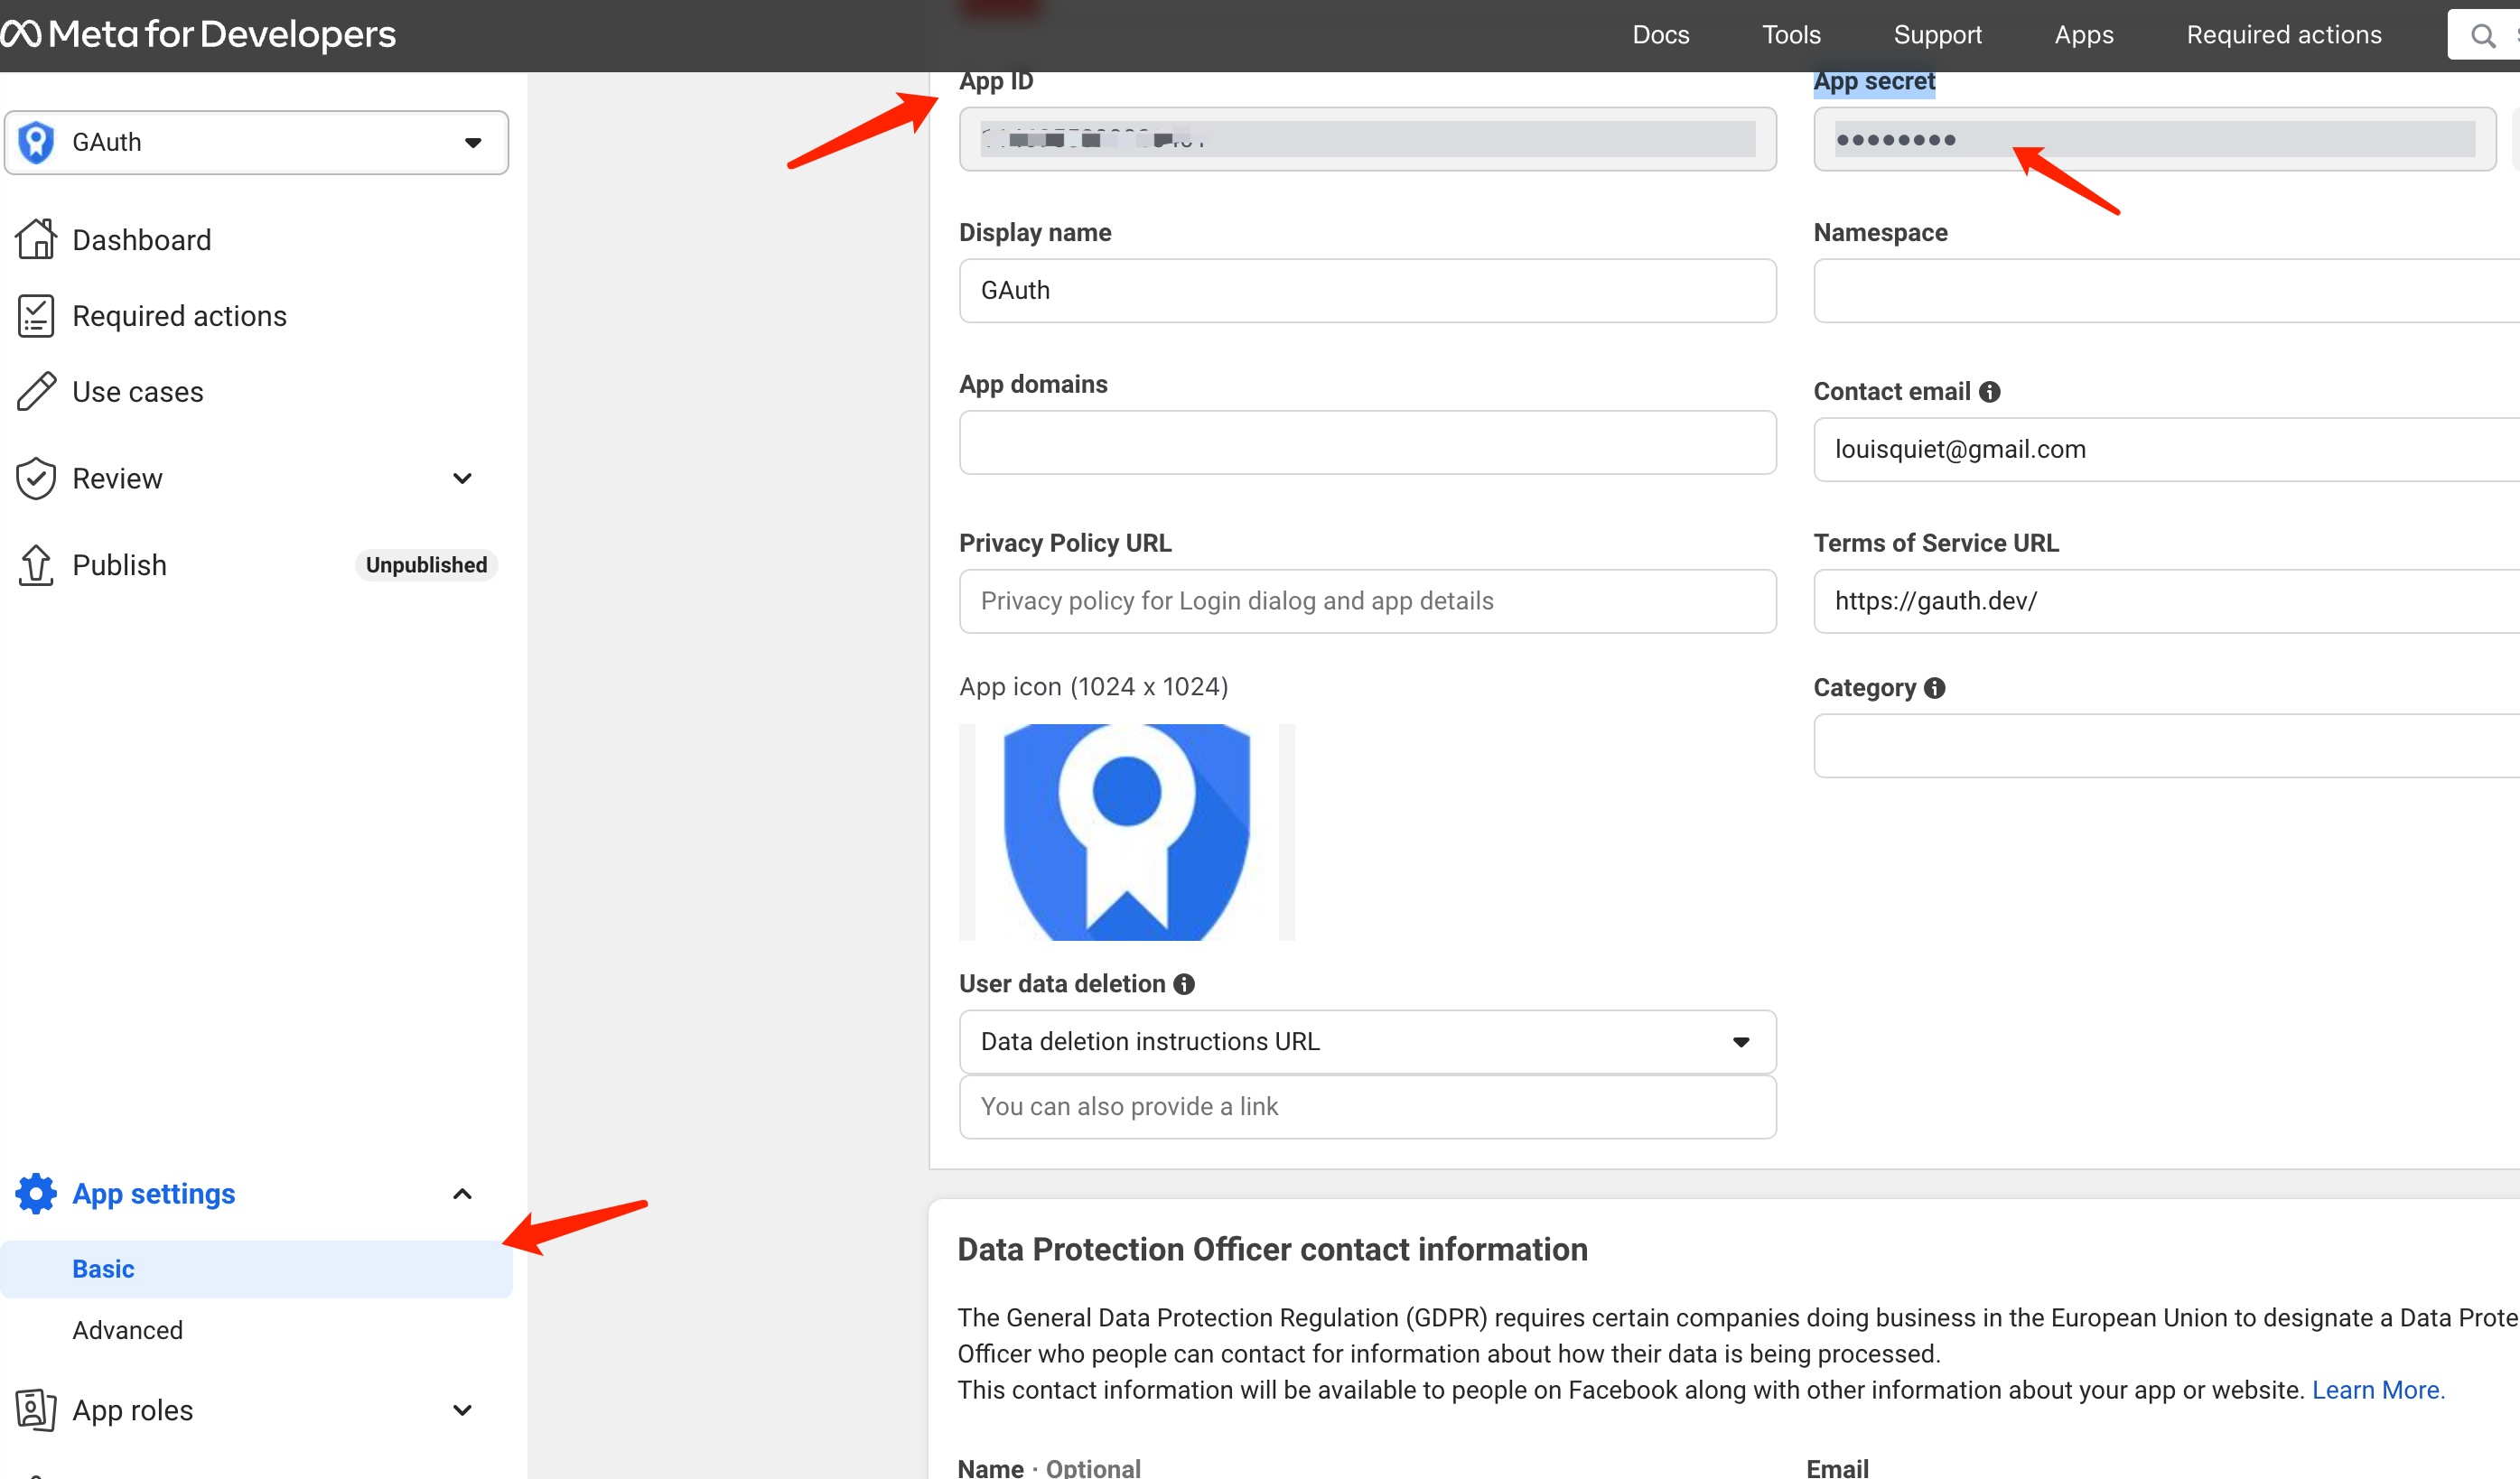 Meta for Developers
Docs
Tools
Support
Apps
Required actions
App ID
App secret
GAuth
Dashboard
Required actions
Use cases
Review
Publish
Unpublished
App settings
Basic
Advanced
App roles
Display name
GAuth
Namespace
App domains
Contact email
louisquiet@gmail.com
Privacy Policy URL
Privacy policy for Login dialog and app details
Terms of Service URL
https://gauth.dev/
App icon (1024 x 1024)
Category
User data deletion
Data deletion instructions URL
You can also provide a link
Data Protection Officer contact information
The General Data Protection Regulation (GDPR) requires certain companies doing business in the European Union to designate a Data Prote
Officer who people can contact for information about how their data is being processed.
This contact information will be available to people on Facebook along with other information about your app or website. Learn More.
Name · Optional
Email